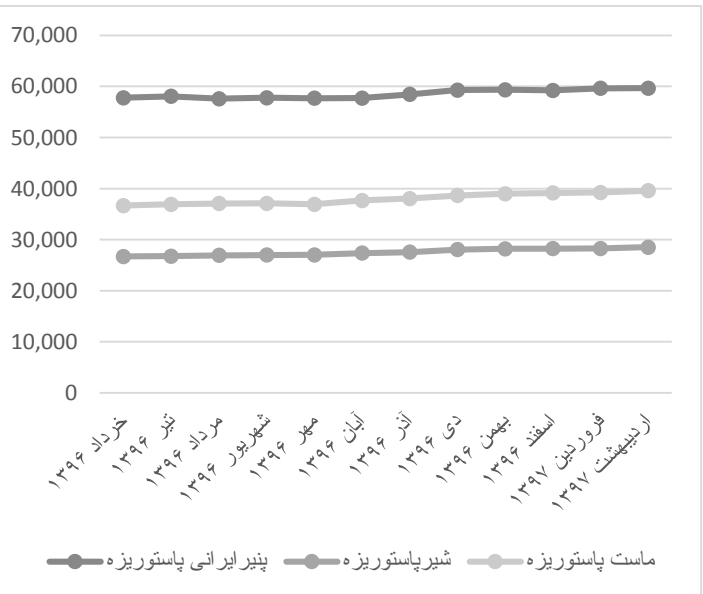 70,000
60,000
50,000
40,000
30,000
20,000
10,000
0
خرداد ۱۳۹۶
تیر ۱۳۹۶
مرداد ۱۳۹۶
شهریور ۱۳۹۶
مهر ۱۳۹۶
آبان ۱۳۹۶
آذر ۱۳۹۶
دی ۱۳۹۶
بهمن ۱۳۹۶
اسفند ۱۳۹۶
فروردین ۱۳۹۷
اردیبهشت ۱۳۹۷
پنیرایرانی پاستوریزه شیرپاستوریزه ماست پاستوریزه